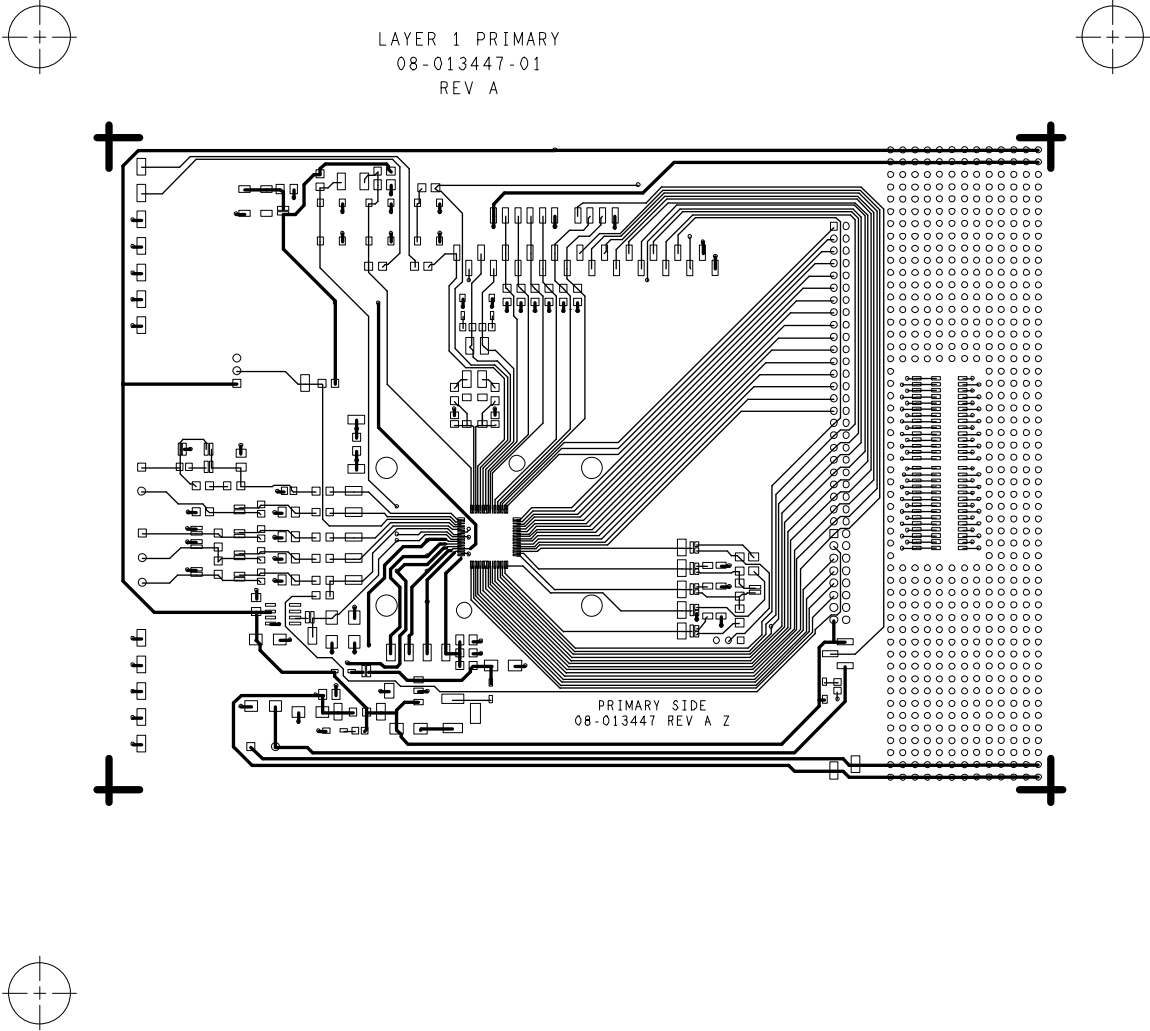 LAYER 1 PRIMARY
08-013447-01
REV A
PRIMARY SIDE
08-013447 REV A Z